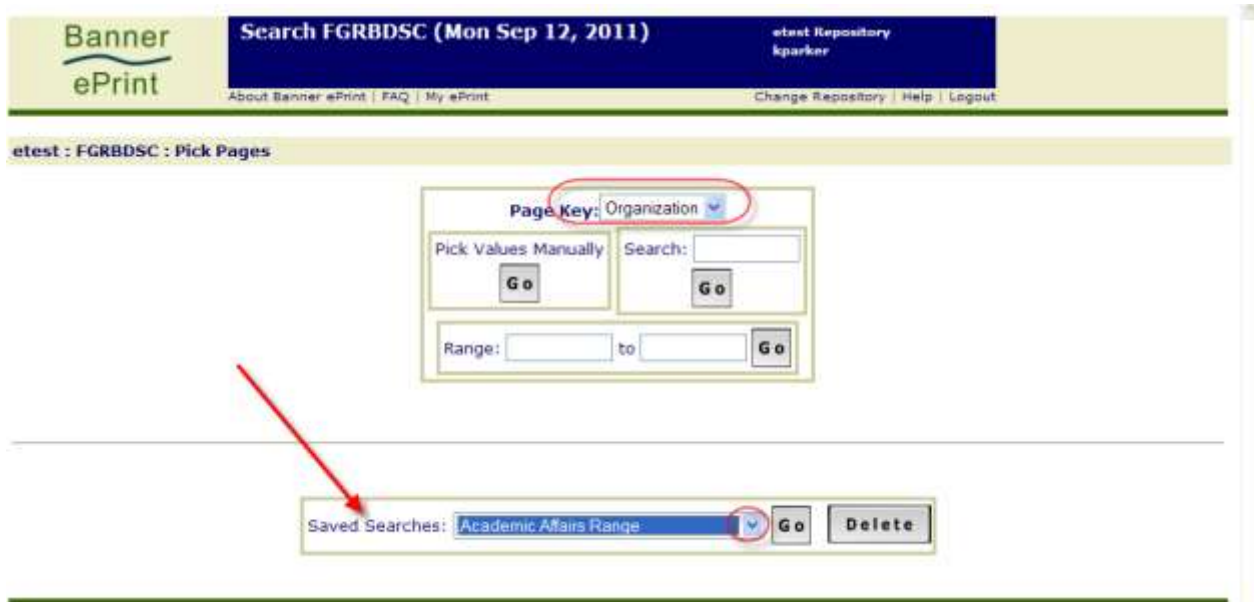 Banner
ePrint
Search FGRBDSC (Mon Sep 12, 2011)
etest Repository
kparker
About Banner ePrint | FAQ | My ePrint
Change Repository | Help | Logout
etest : FGRBDSC : Pick Pages
Page Key: Organization
Pick Values Manually
Go
Search:
Go
Range: to Go
Saved Searches: Academic Affairs Range Go Delete